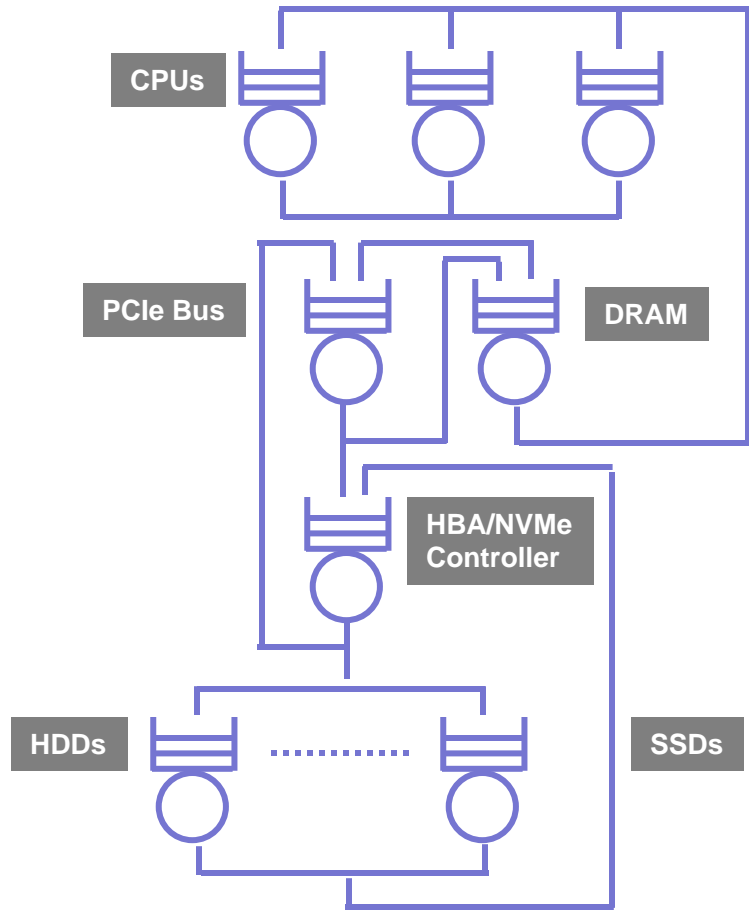 CPUs
PCIe Bus
DRAM
HBA/NVMe
Controller
HDDs
SSDs